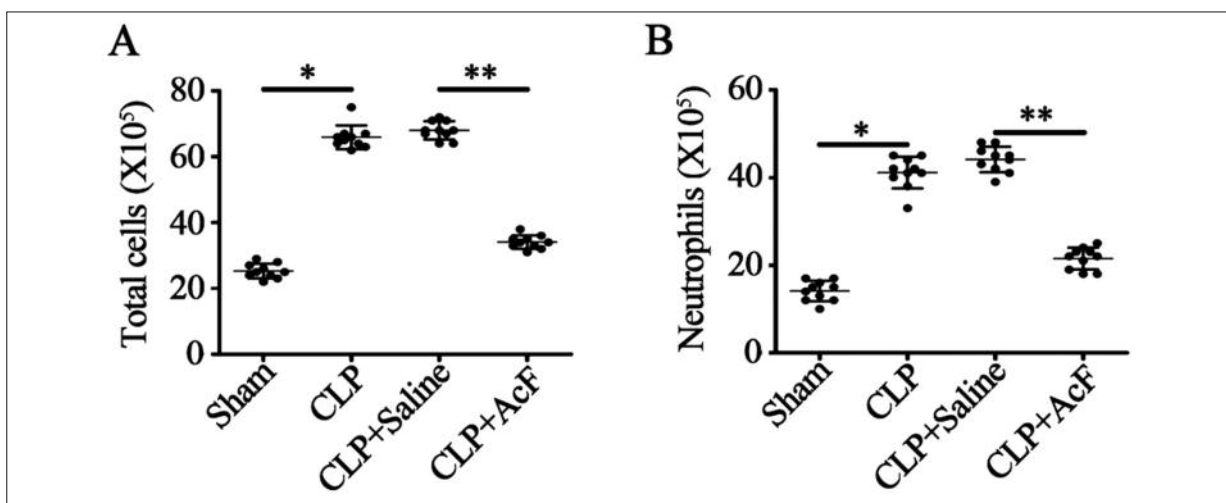 A
Total cells (X10⁵)
80
60
40
20
0
*
**
Sham
CLP
CLP+Saline
CLP+AcF
B
Neutrophils (X10⁵)
60
40
20
0
*
**
Sham
CLP
CLP+Saline
CLP+AcF